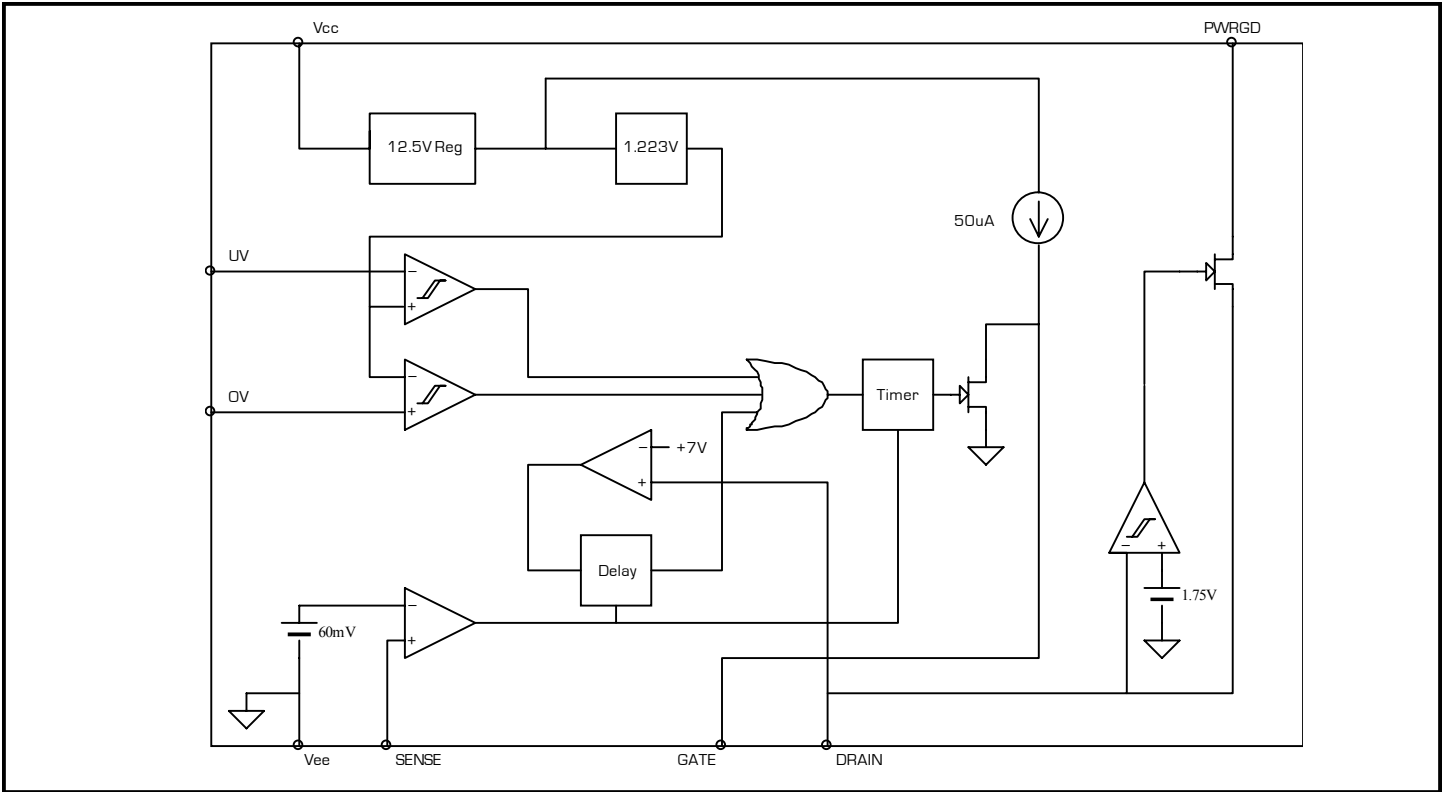 Vcc
PWRGD
12.5V Reg
1.223V
50uA
UV
−
+
OV
−
+
Timer
− +7V
+
Delay
− +
1.75V
60mV
−
+
Vee
SENSE
GATE
DRAIN